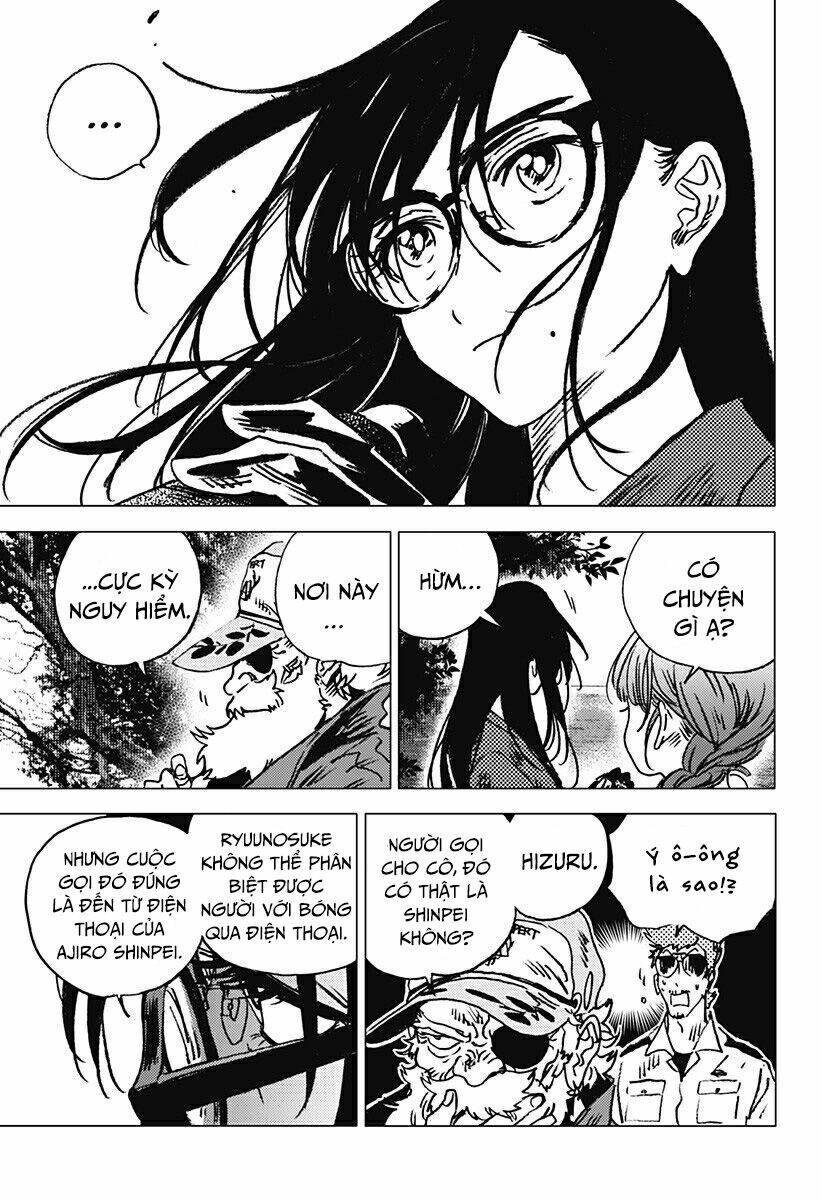 ...
CÓ
CHUYỆN
GÌ Ạ?
HỪM...
NƠI NÀY
...
...CỰC KỲ
NGUY HIỂM.
Ý Ô-ÔNG
LÀ SAO!?
HIZURU.
NGƯỜI GỌI
CHO CÔ, ĐÓ
CÓ THẬT LÀ
SHINPEI
KHÔNG?
RYUUNOSUKE
KHÔNG THỂ PHÂN
BIỆT ĐƯỢC
NGƯỜI VỚI BÓNG
QUA ĐIỆN THOẠI.
NHƯNG CUỘC
GỌI ĐÓ ĐÚNG
LÀ ĐẾN TỪ ĐIỆN
THOẠI CỦA
AJIRO SHINPEI.